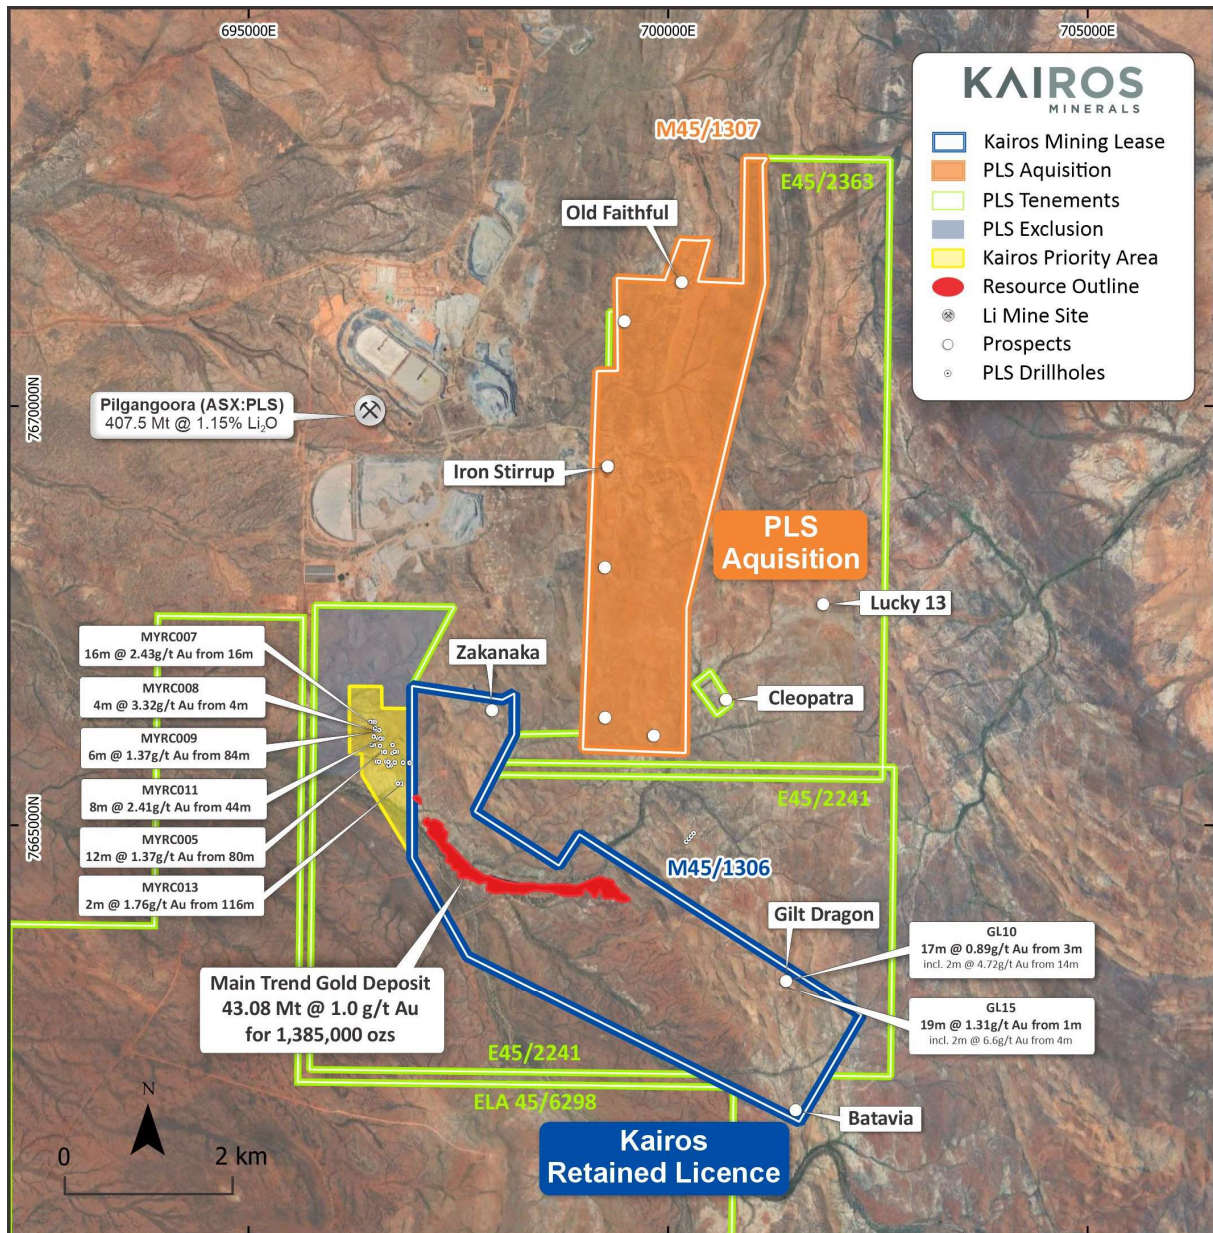 695000E
700000E
705000E
KAIROS
MINERALS
Kairos Mining Lease
PLS Aquisition
PLS Tenements
PLS Exclusion
Kairos Priority Area
Resource Outline
Li Mine Site
Prospects
PLS Drillholes
M45/1307
E45/2363
Old Faithful
7670000N
Pilgangoora (ASX:PLS)
407.5 Mt @ 1.15% Li₂O
Iron Stirrup
PLS
Aquisition
Lucky 13
MYRC007
16m @ 2.43g/t Au from 16m
MYRC008
4m @ 3.32g/t Au from 4m
MYRC009
6m @ 1.37g/t Au from 84m
MYRC011
8m @ 2.41g/t Au from 44m
MYRC005
12m @ 1.37g/t Au from 80m
MYRC013
2m @ 1.76g/t Au from 116m
Zakanaka
Cleopatra
E45/2241
7665000N
M45/1306
Gilt Dragon
GL10
17m @ 0.89g/t Au from 3m
incl. 2m @ 4.72g/t Au from 14m
GL15
19m @ 1.31g/t Au from 1m
incl. 2m @ 6.6g/t Au from 4m
Main Trend Gold Deposit
43.08 Mt @ 1.0 g/t Au
for 1,385,000 ozs
E45/2241
ELA 45/6298
Batavia
Kairos
Retained Licence
N
0
2 km